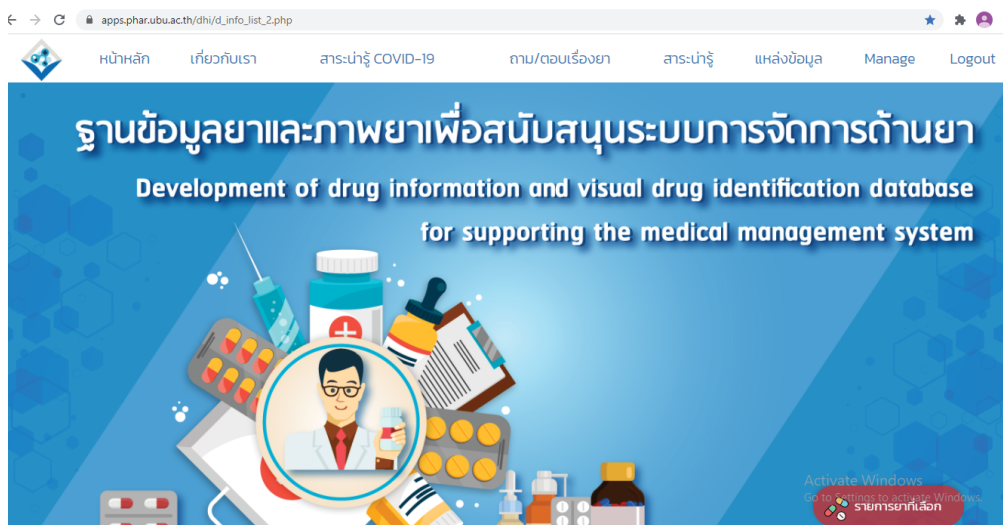 apps.phar.ubu.ac.th/dhi/d_info_list_2.php
หน้าหลัก เกี่ยวกับเรา สาระน่ารู้ COVID-19 ถาม/ตอบเรื่องยา สาระน่ารู้ แหล่งข้อมูล Manage Logout
ฐานข้อมูลยาและภาพยาเพื่อสนับสนุนระบบการจัดการด้านยา
Development of drug information and visual drug identification database
for supporting the medical management system
Activate Windows
Go to Settings to activate Windows.
รายการยาที่เลือก